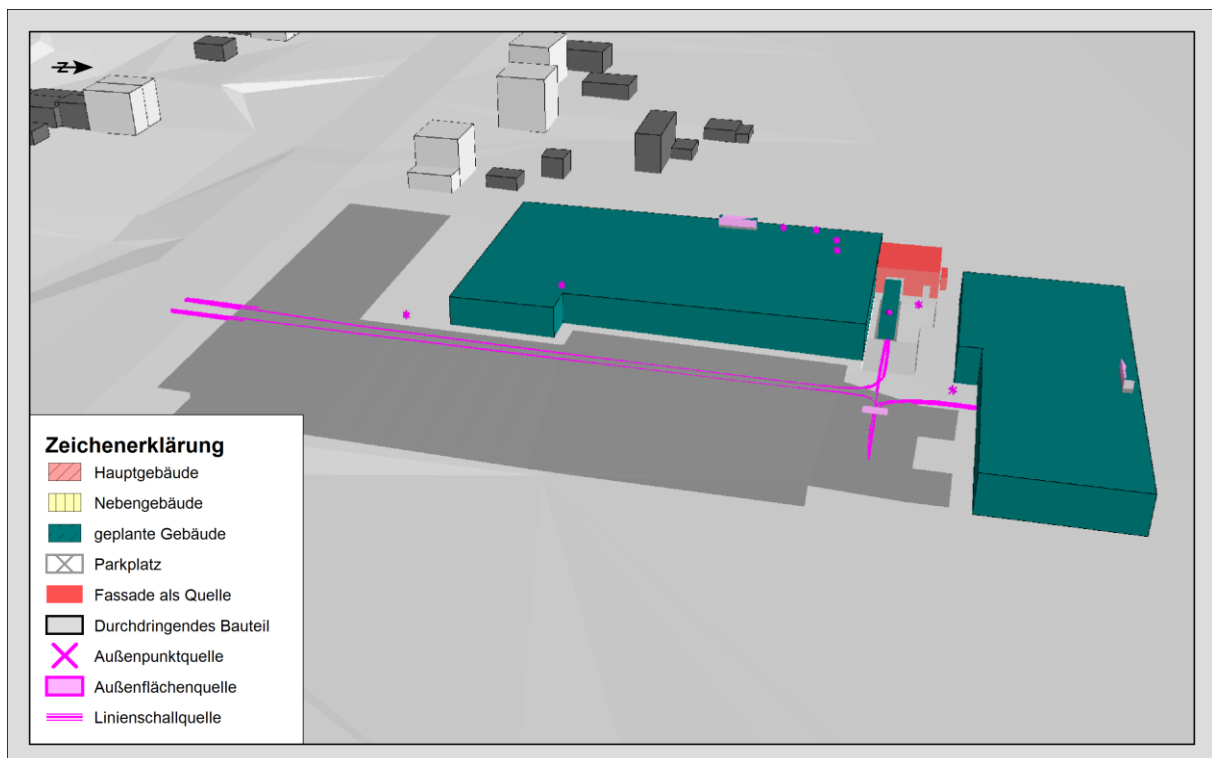 N
Zeichenerklärung
Hauptgebäude
Nebengebäude
geplante Gebäude
Parkplatz
Fassade als Quelle
Durchdringendes Bauteil
Außenpunktquelle
Außenflächenquelle
Linienschallquelle